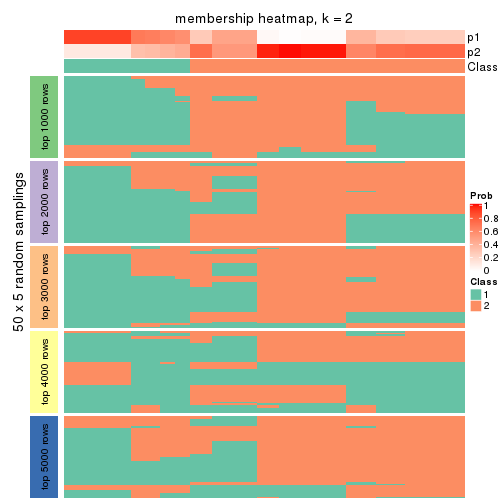 membership heatmap, k = 2
p1
p2
Class
50 x 5 random samplings
top 1000 rows
top 2000 rows
top 3000 rows
top 4000 rows
top 5000 rows
Prob
1
0.8
0.6
0.4
0.2
0
Class
1
2